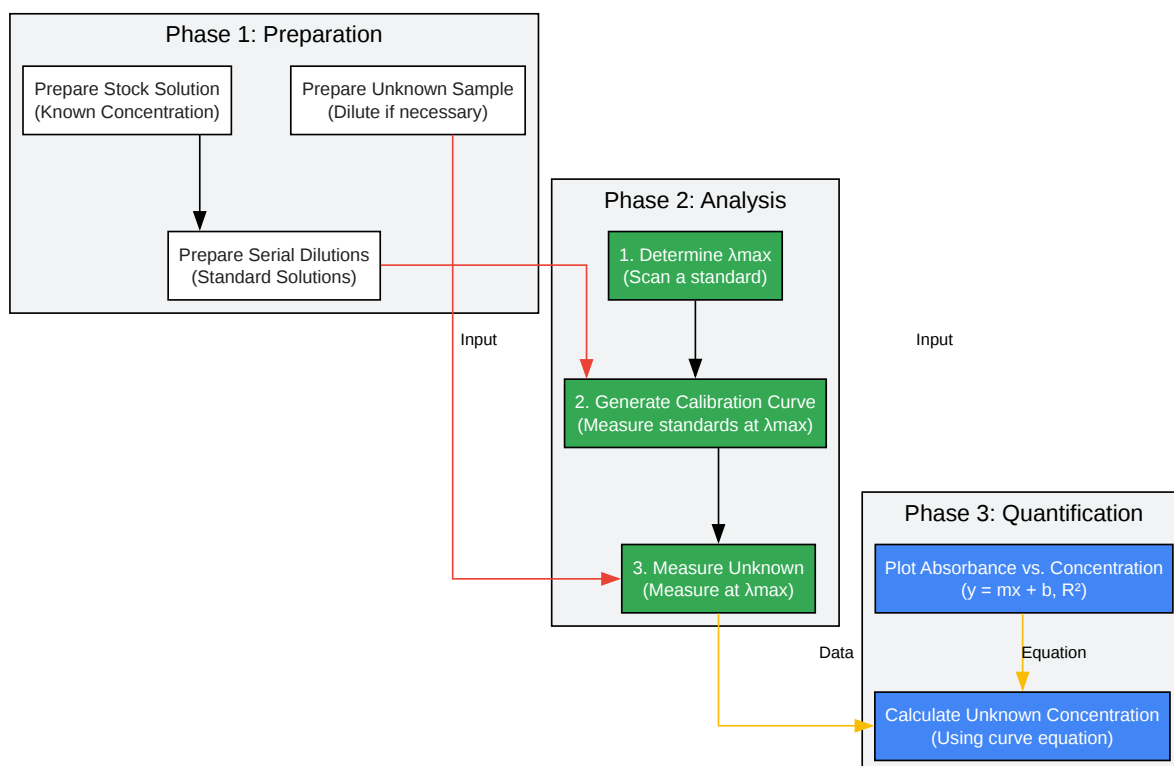 Phase 1: Preparation
Prepare Stock Solution
(Known Concentration)
Prepare Unknown Sample
(Dilute if necessary)
Prepare Serial Dilutions
(Standard Solutions)
Phase 2: Analysis
1. Determine λmax
(Scan a standard)
Input
Input
2. Generate Calibration Curve
(Measure standards at λmax)
3. Measure Unknown
(Measure at λmax)
Phase 3: Quantification
Plot Absorbance vs. Concentration
(y = mx + b, R²)
Data
Equation
Calculate Unknown Concentration
(Using curve equation)